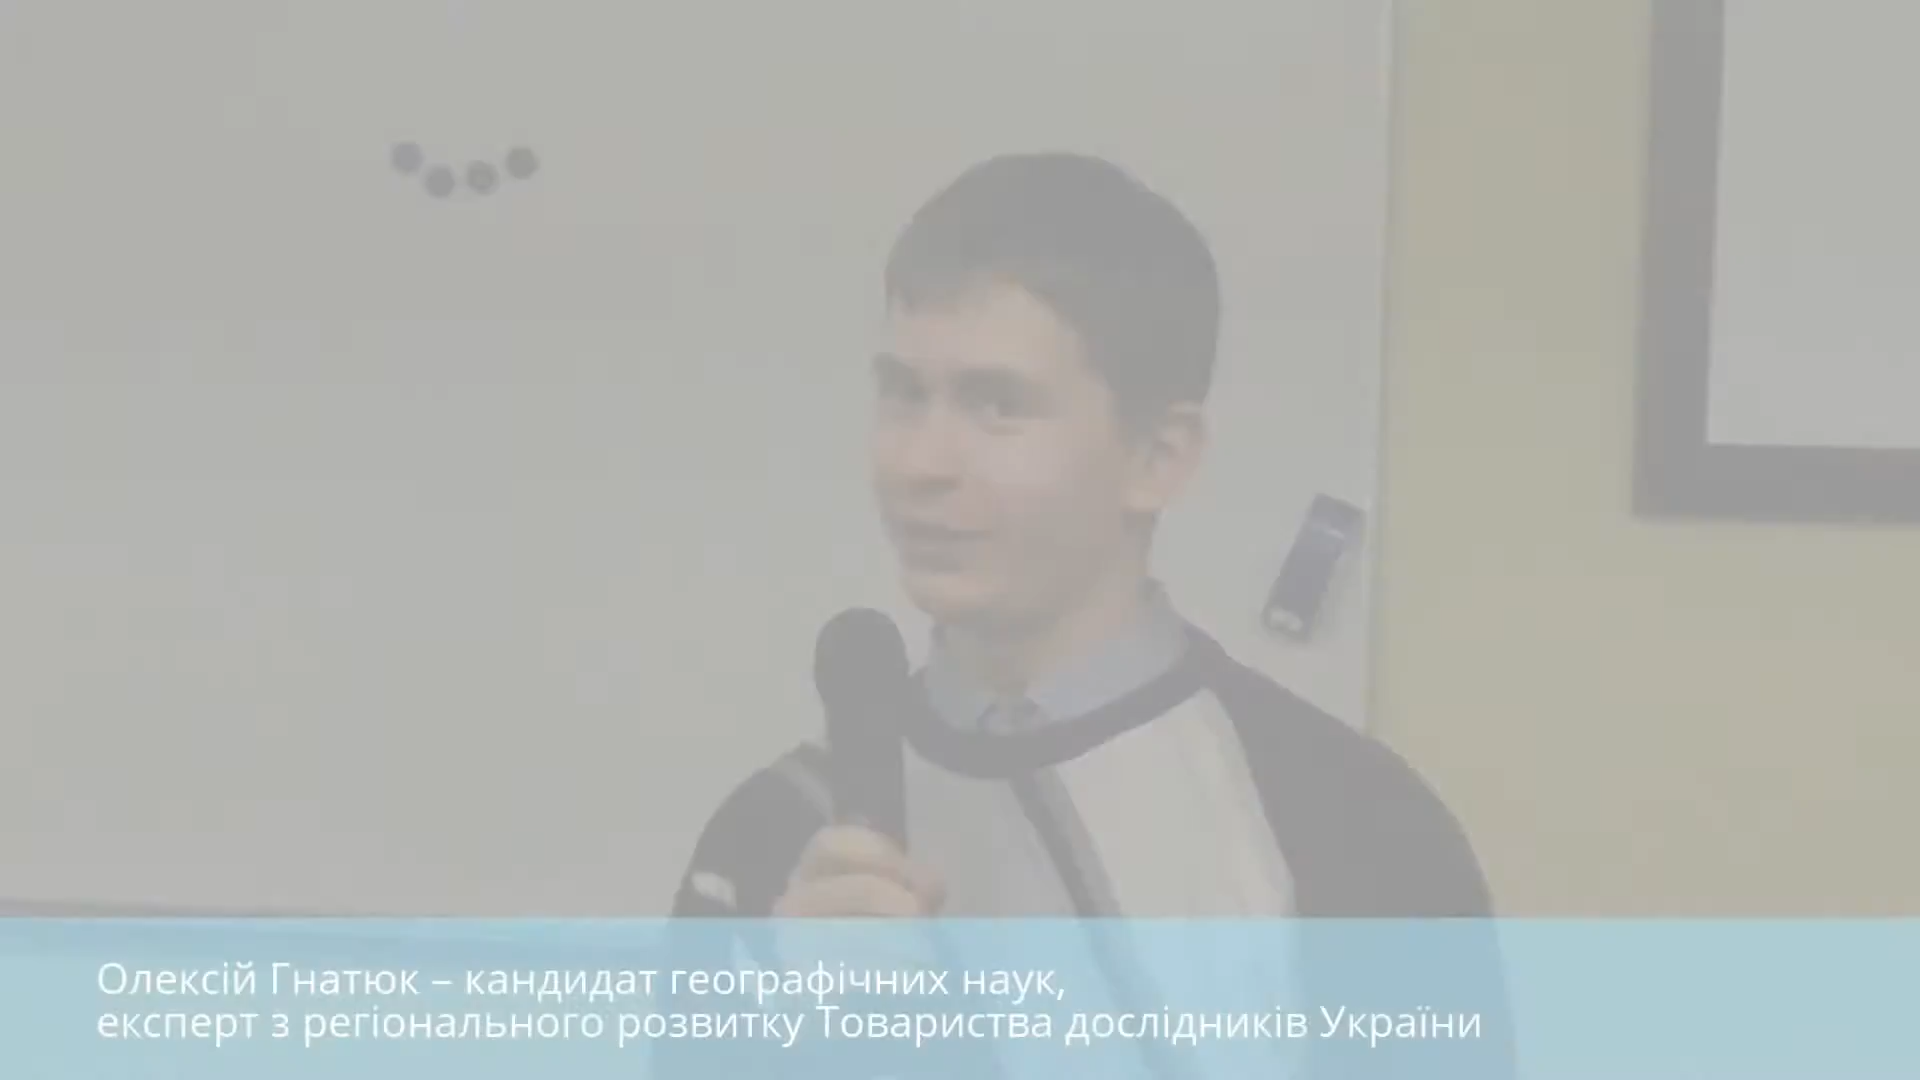 Олексій Гнатюк – кандидат географічних наук,
експерт з регіонального розвитку Товариства дослідників України